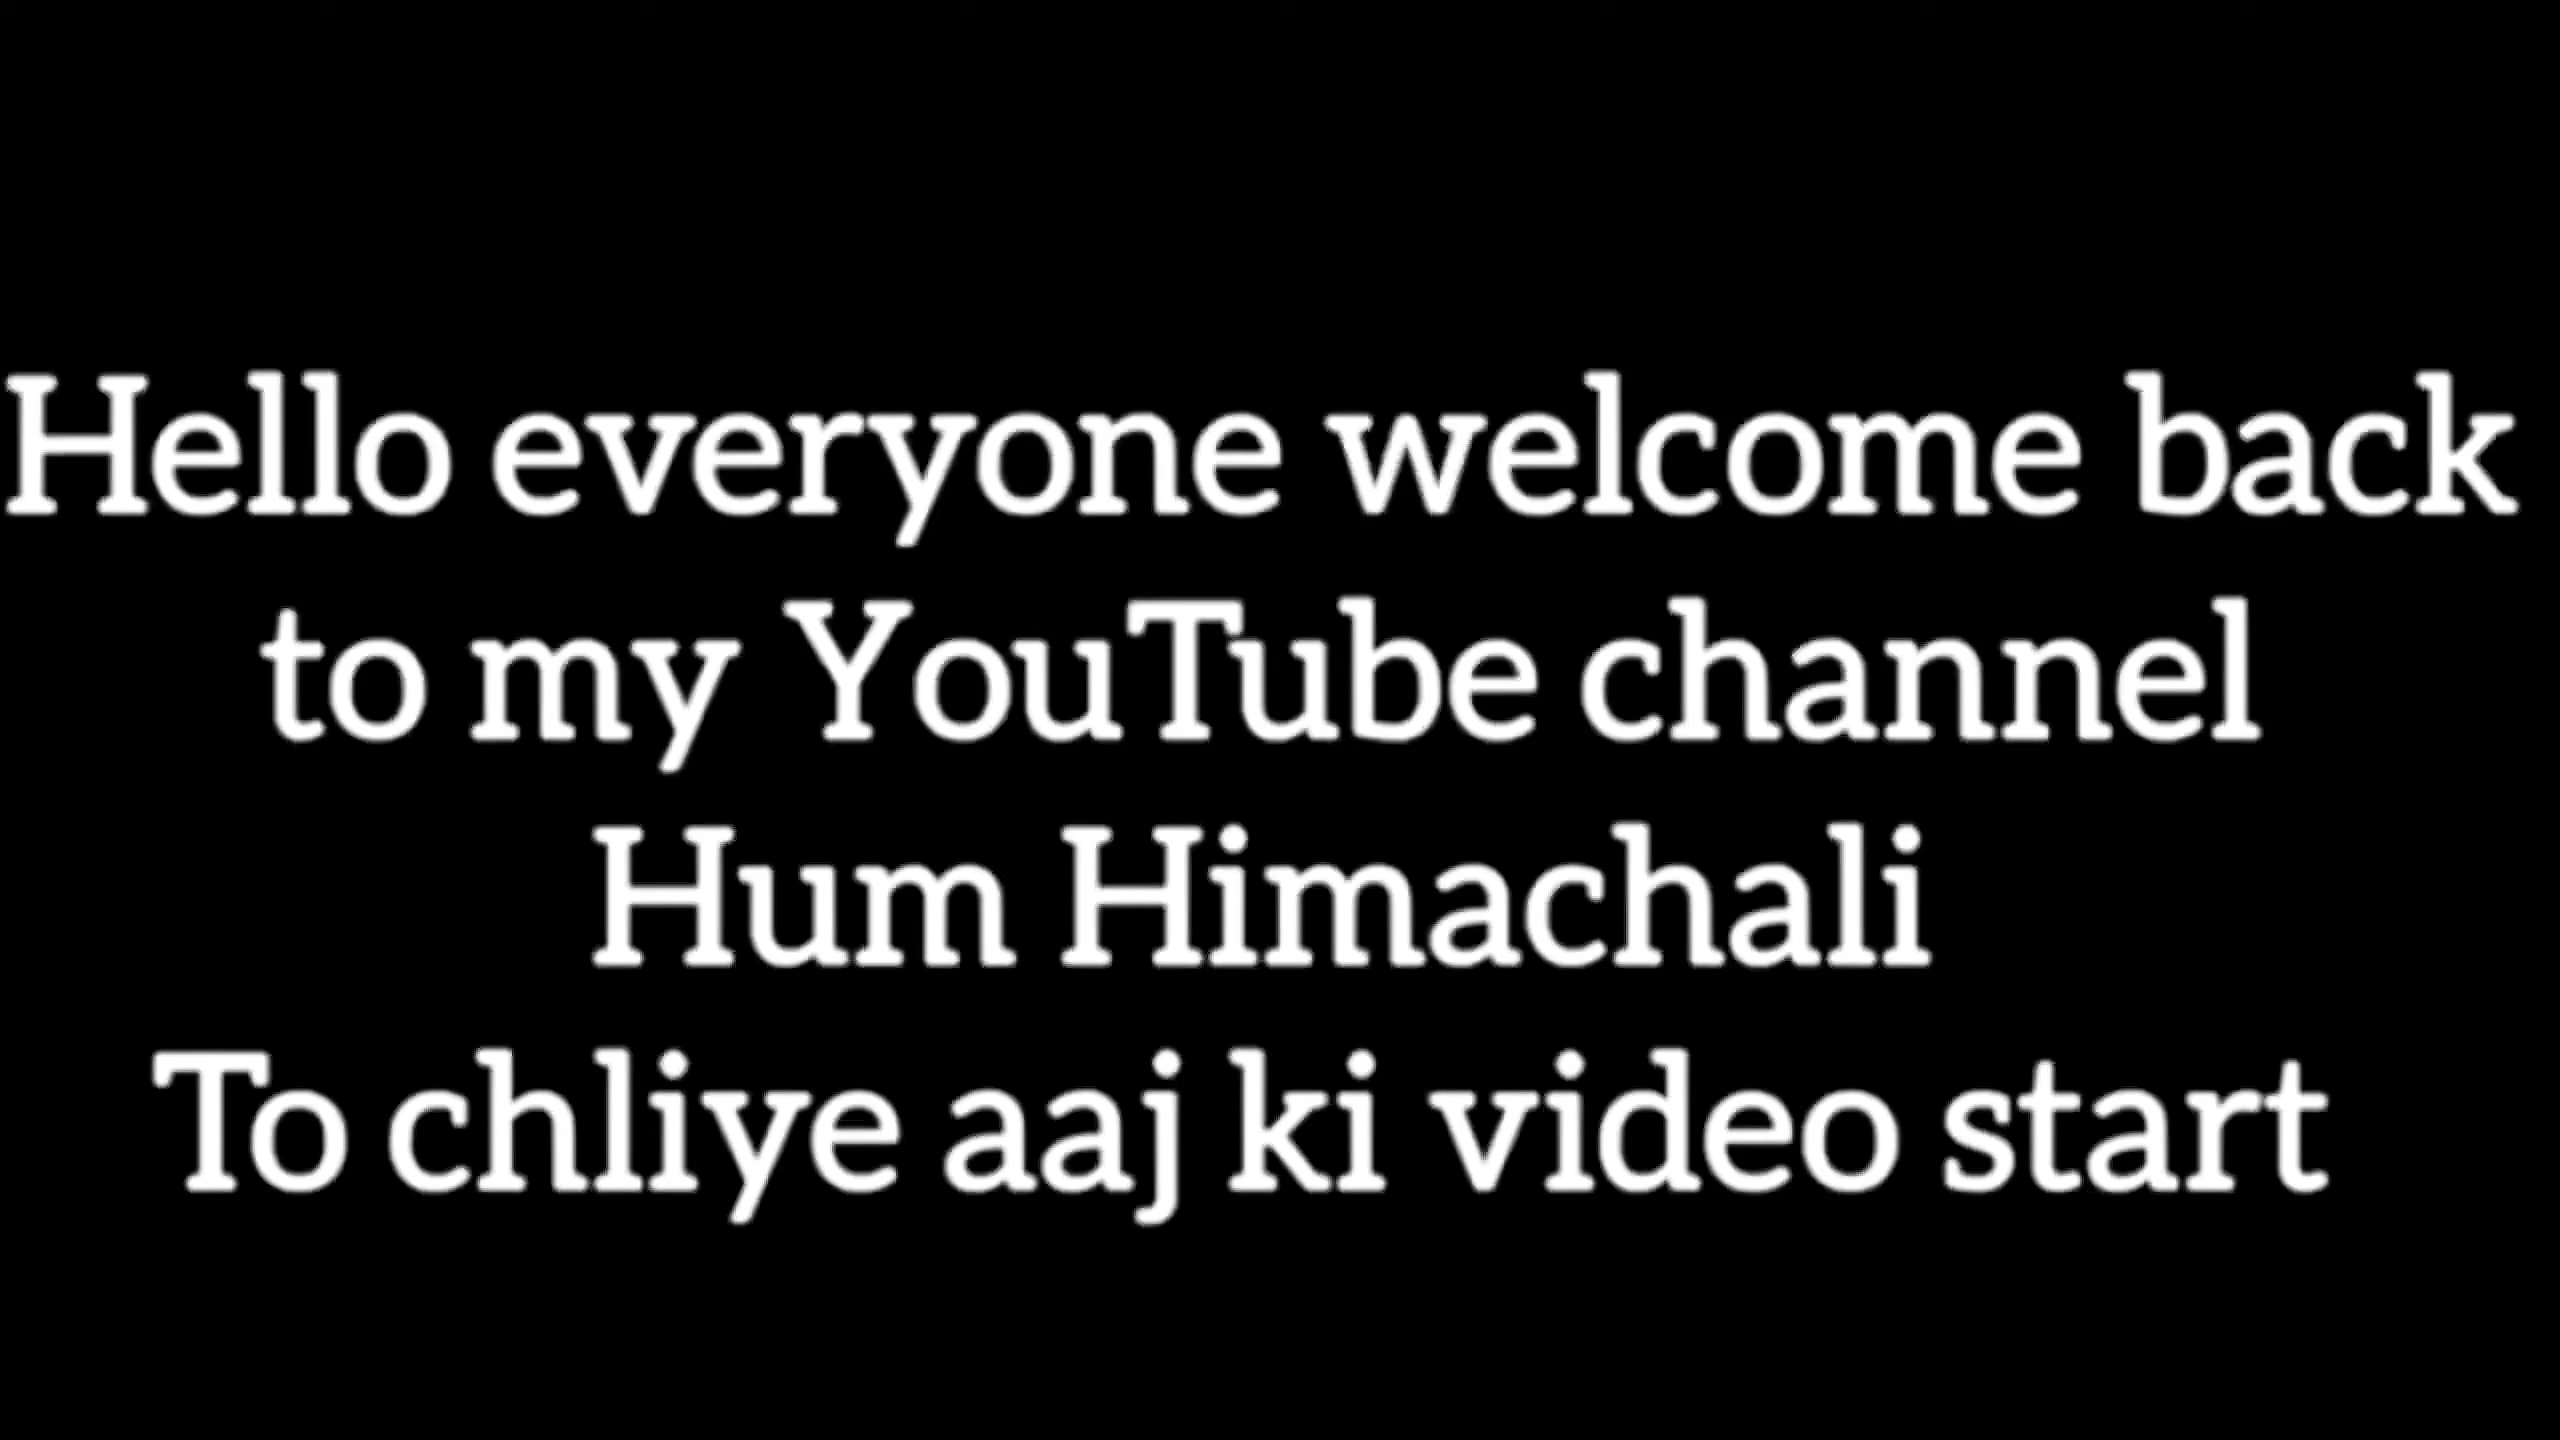 Hello everyone welcome back
to my YouTube channel
Hum Himachali
To chliye aaj ki video start